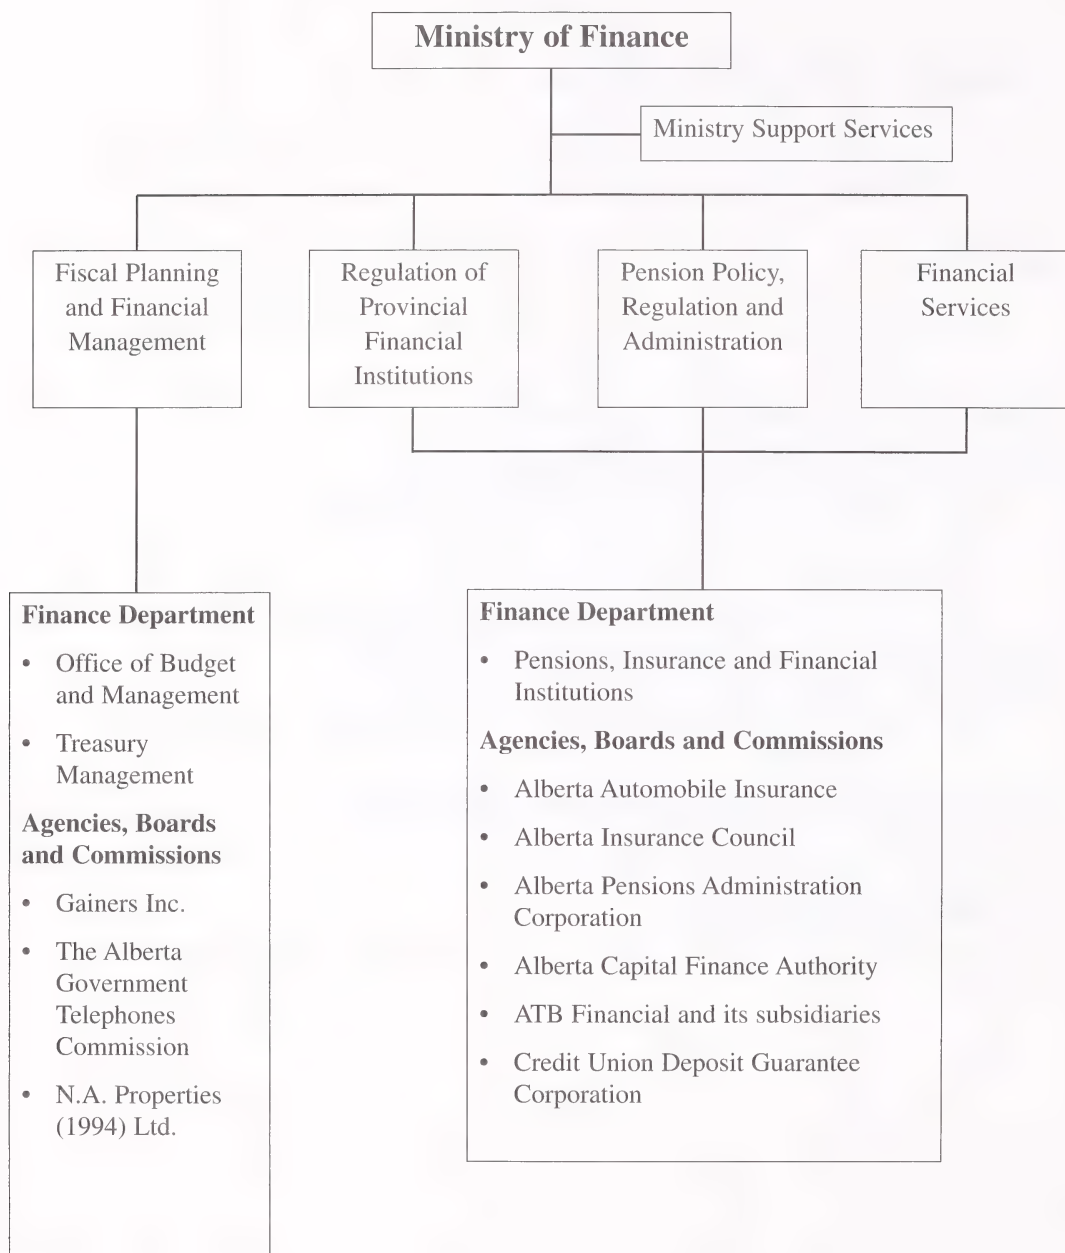 Ministry of Finance
Ministry Support Services
Fiscal Planning
and Financial
Management
Regulation of
Provincial
Financial
Institutions
Pension Policy,
Regulation and
Administration
Financial
Services
Finance Department
• Office of Budget
and Management
• Treasury
Management
Agencies, Boards
and Commissions
• Gainers Inc.
• The Alberta
Government
Telephones
Commission
• N.A. Properties
(1994) Ltd.
Finance Department
• Pensions, Insurance and Financial
Institutions
Agencies, Boards and Commissions
• Alberta Automobile Insurance
• Alberta Insurance Council
• Alberta Pensions Administration
Corporation
• Alberta Capital Finance Authority
• ATB Financial and its subsidiaries
• Credit Union Deposit Guarantee
Corporation